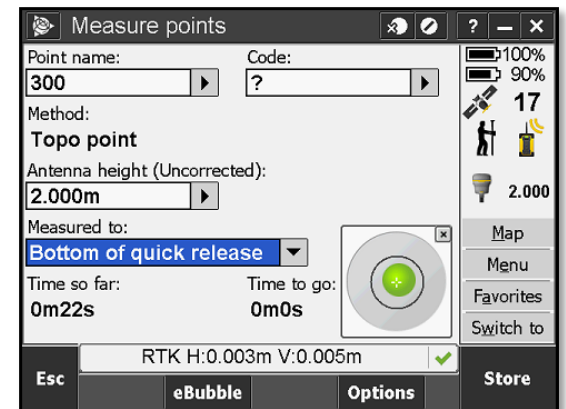 Measure points
? – ×
Point name: Code:
300 ?
100%
90%
17
Method:
Topo point
Antenna height (Uncorrected):
2.000m
2.000
Measured to:
Bottom of quick release
Time so far: Time to go:
0m22s 0m0s
Map
Menu
Favorites
Switch to
RTK H:0.003m V:0.005m
Esc eBubble Options Store